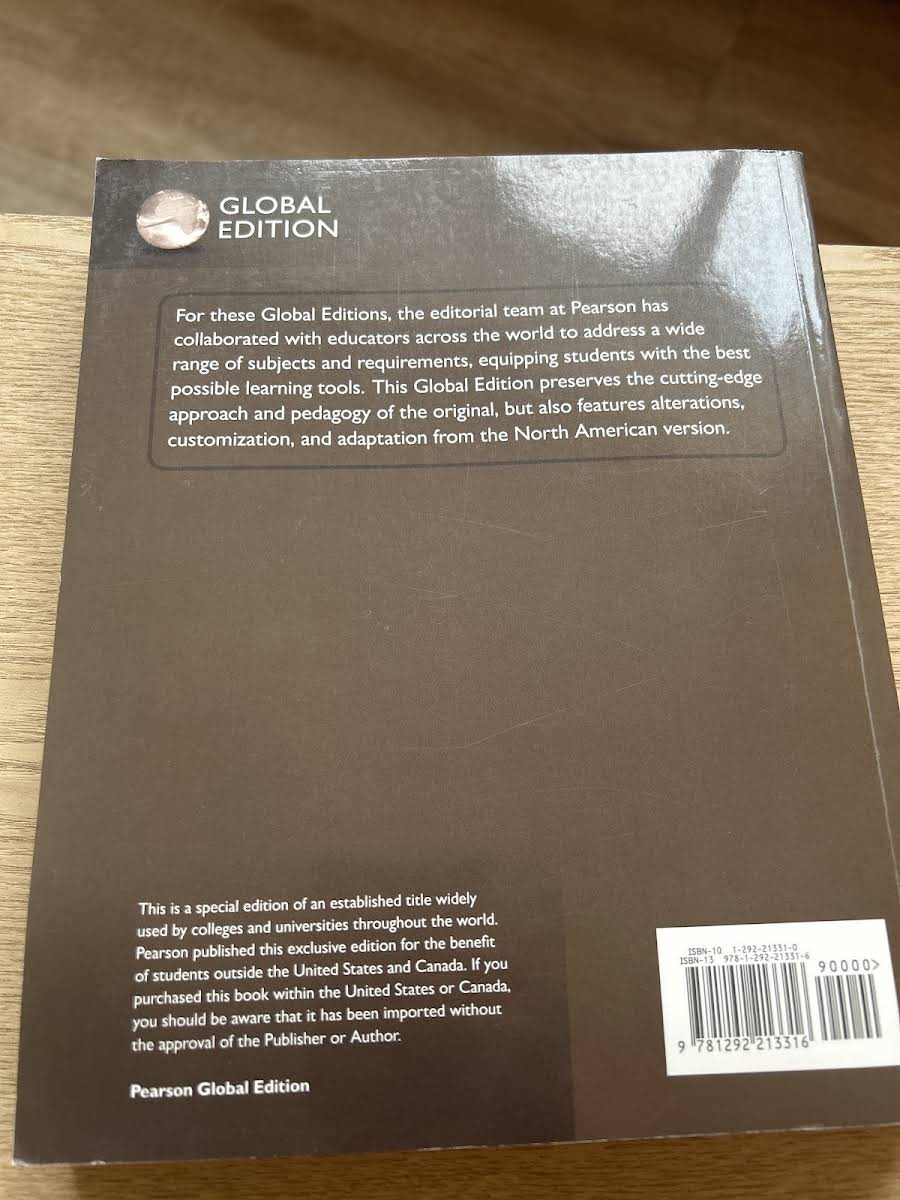 GLOBAL
EDITION
For these Global Editions, the editorial team at Pearson has
collaborated with educators across the world to address a wide
range of subjects and requirements, equipping students with the best
possible learning tools. This Global Edition preserves the cutting-edge
approach and pedagogy of the original, but also features alterations,
customization, and adaptation from the North American version.
This is a special edition of an established title widely
used by colleges and universities throughout the world.
Pearson published this exclusive edition for the benefit
of students outside the United States and Canada. If you
purchased this book within the United States or Canada,
you should be aware that it has been imported without
the approval of the Publisher or Author.
Pearson Global Edition
ISBN-10 1-292-21331-0
ISBN-13 978-1-292-21331-6
90000>
9 781292 213316